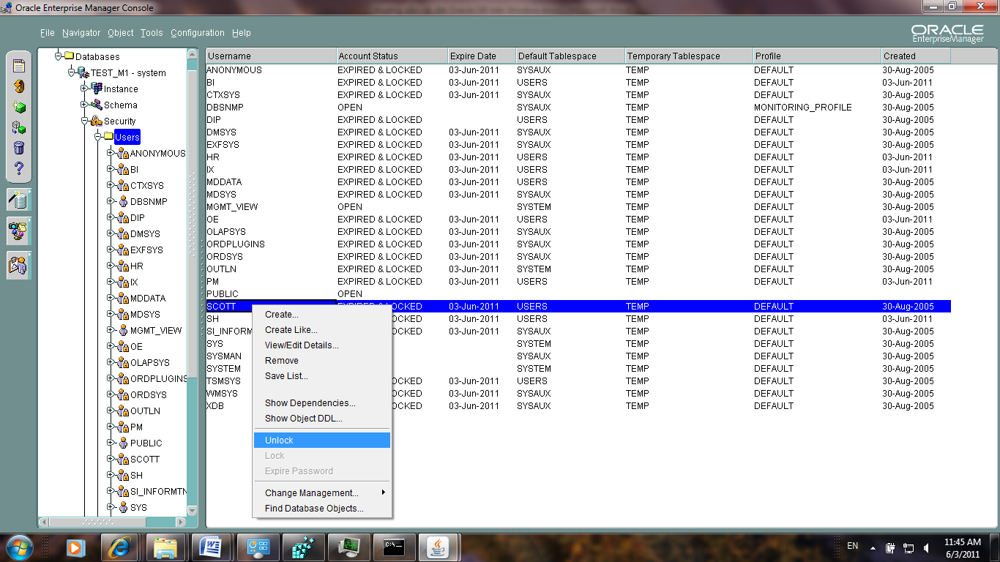 Oracle Enterprise Manager Console
File Navigator Object Tools Configuration Help
ORACLE
EnterpriseManager
Databases
TEST_M1 - system
Instance
Schema
Security
Users
ANONYMOUS
BI
CTXSYS
DBSNMP
DIP
DMSYS
EXFSYS
HR
IX
MDDATA
MDSYS
MGMT_VIEW
OE
OLAPSYS
ORDPLUGINS
ORDSYS
OUTLN
PM
PUBLIC
SCOTT
SH
SI_INFORMTN
SYS
Username Account Status Expire Date Default Tablespace Temporary Tablespace Profile Created
ANONYMOUS EXPIRED & LOCKED 03-Jun-2011 SYSAUX TEMP DEFAULT 30-Aug-2005
BI EXPIRED & LOCKED 03-Jun-2011 USERS TEMP DEFAULT 03-Jun-2011
CTXSYS EXPIRED & LOCKED 03-Jun-2011 SYSAUX TEMP DEFAULT 30-Aug-2005
DBSNMP OPEN SYSAUX TEMP MONITORING_PROFILE 30-Aug-2005
DIP EXPIRED & LOCKED USERS TEMP DEFAULT 30-Aug-2005
DMSYS EXPIRED & LOCKED 03-Jun-2011 SYSAUX TEMP DEFAULT 30-Aug-2005
EXFSYS EXPIRED & LOCKED 03-Jun-2011 SYSAUX TEMP DEFAULT 30-Aug-2005
HR EXPIRED & LOCKED 03-Jun-2011 USERS TEMP DEFAULT 03-Jun-2011
IX EXPIRED & LOCKED 03-Jun-2011 USERS TEMP DEFAULT 03-Jun-2011
MDDATA EXPIRED & LOCKED 03-Jun-2011 USERS TEMP DEFAULT 30-Aug-2005
MDSYS EXPIRED & LOCKED 03-Jun-2011 SYSAUX TEMP DEFAULT 30-Aug-2005
MGMT_VIEW OPEN SYSTEM TEMP DEFAULT 30-Aug-2005
OE EXPIRED & LOCKED 03-Jun-2011 USERS TEMP DEFAULT 03-Jun-2011
OLAPSYS EXPIRED & LOCKED 03-Jun-2011 SYSAUX TEMP DEFAULT 30-Aug-2005
ORDPLUGINS EXPIRED & LOCKED 03-Jun-2011 SYSAUX TEMP DEFAULT 30-Aug-2005
ORDSYS EXPIRED & LOCKED 03-Jun-2011 SYSAUX TEMP DEFAULT 30-Aug-2005
OUTLN EXPIRED & LOCKED 03-Jun-2011 SYSTEM TEMP DEFAULT 30-Aug-2005
PM EXPIRED & LOCKED 03-Jun-2011 USERS TEMP DEFAULT 03-Jun-2011
PUBLIC OPEN
SCOTT EXPIRED & LOCKED 03-Jun-2011 USERS TEMP DEFAULT 30-Aug-2005
SH LOCKED 03-Jun-2011 USERS TEMP DEFAULT 03-Jun-2011
SI_INFORM LOCKED 03-Jun-2011 SYSAUX TEMP DEFAULT 30-Aug-2005
SYS SYSTEM TEMP DEFAULT 30-Aug-2005
SYSMAN SYSAUX TEMP DEFAULT 30-Aug-2005
SYSTEM SYSTEM TEMP DEFAULT 30-Aug-2005
TSMSYS LOCKED 03-Jun-2011 USERS TEMP DEFAULT 30-Aug-2005
WMSYS LOCKED 03-Jun-2011 SYSAUX TEMP DEFAULT 30-Aug-2005
XDB LOCKED 03-Jun-2011 SYSAUX TEMP DEFAULT 30-Aug-2005
Create...
Create Like...
View/Edit Details...
Remove
Save List...
Show Dependencies...
Show Object DDL...
Unlock
Lock
Expire Password
Change Management...
Find Database Objects...
EN
11:45 AM
6/3/2011